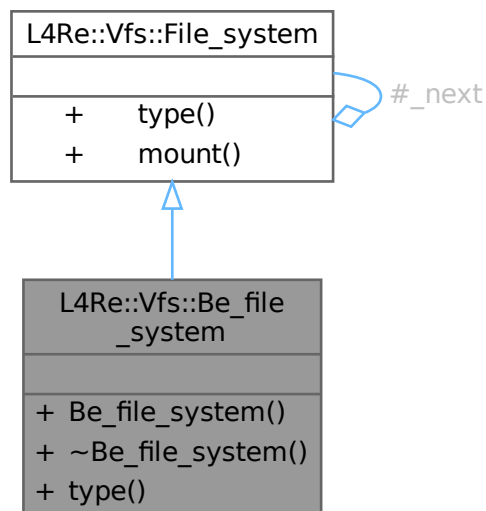 L4Re::Vfs::File_system
+ type()
+ mount()
#_next
L4Re::Vfs::Be_file
_system
+ Be_file_system()
+ ~Be_file_system()
+ type()